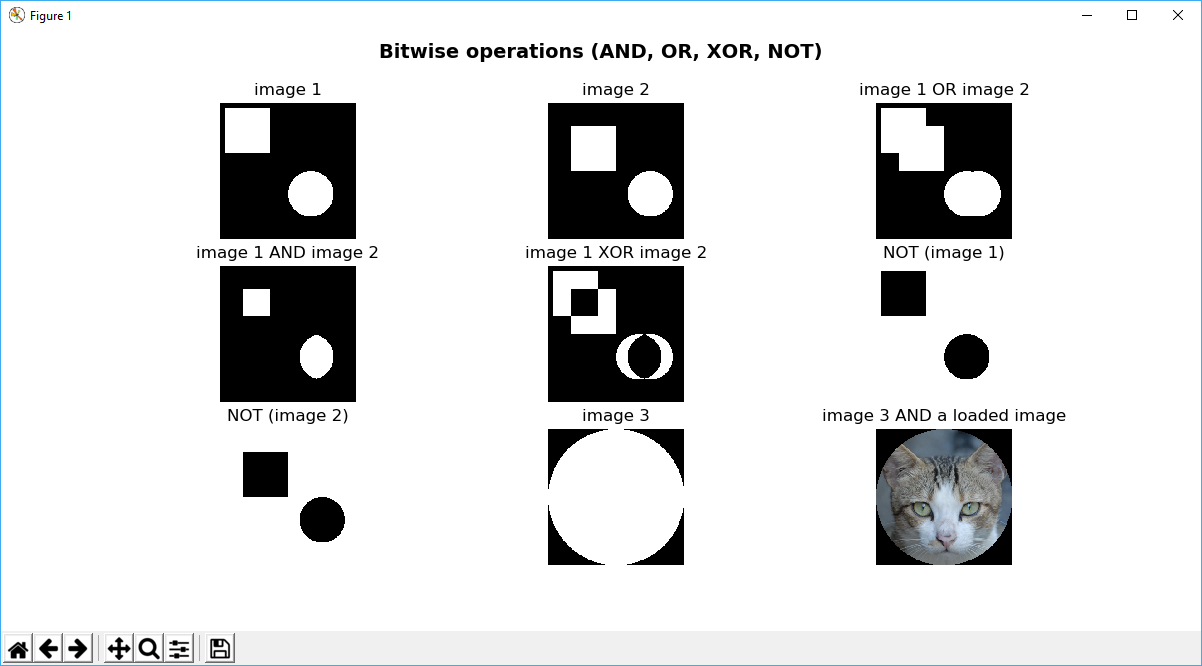 Figure 1
Bitwise operations (AND, OR, XOR, NOT)
image 1
image 2
image 1 OR image 2
image 1 AND image 2
image 1 XOR image 2
NOT (image 1)
NOT (image 2)
image 3
image 3 AND a loaded image